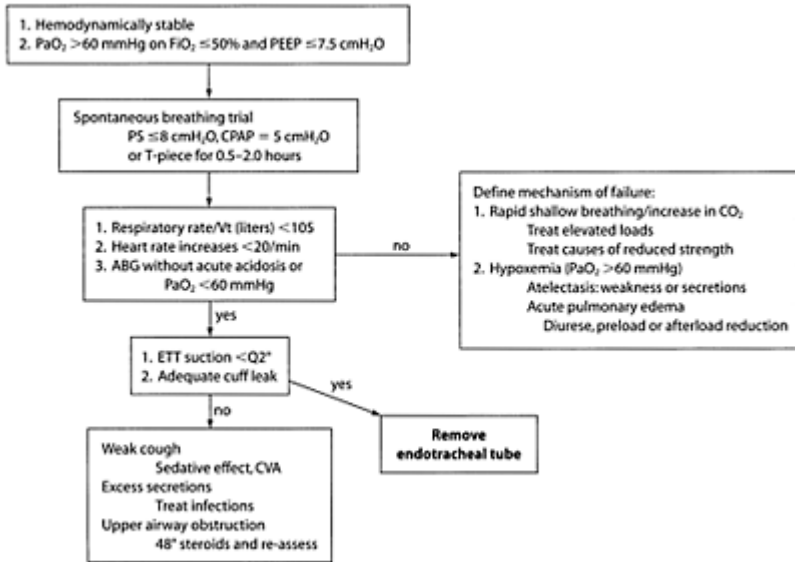 1. Hemodynamically stable
2. PaO₂ >60 mmHg on FiO₂ ≤50% and PEEP ≤7.5 cmH₂O
Spontaneous breathing trial
PS ≤8 cmH₂O, CPAP = 5 cmH₂O
or T-piece for 0.5–2.0 hours
1. Respiratory rate/Vt (liters) <105
2. Heart rate increases <20/min
3. ABG without acute acidosis or
PaO₂ <60 mmHg
no
Define mechanism of failure:
1. Rapid shallow breathing/increase in CO₂
Treat elevated loads
Treat causes of reduced strength
2. Hypoxemia (PaO₂ >60 mmHg)
Atelectasis: weakness or secretions
Acute pulmonary edema
Diurese, preload or afterload reduction
yes
1. ETT suction <Q2°
2. Adequate cuff leak
yes
Remove
endotracheal tube
no
Weak cough
Sedative effect, CVA
Excess secretions
Treat infections
Upper airway obstruction
48° steroids and re-assess